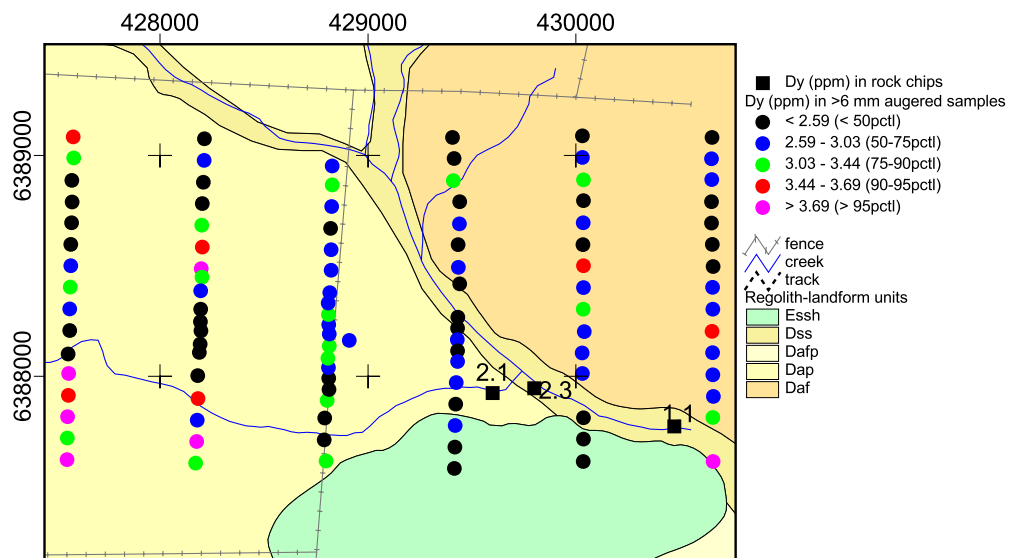 428000 429000 430000
6389000
6388000
2.1
2.3
1.1
Dy (ppm) in rock chips
Dy (ppm) in >6 mm augered samples
< 2.59 (< 50pctl)
2.59 - 3.03 (50-75pctl)
3.03 - 3.44 (75-90pctl)
3.44 - 3.69 (90-95pctl)
> 3.69 (> 95pctl)
fence
creek
track
Regolith-landform units
Essh
Dss
Dafp
Dap
Daf